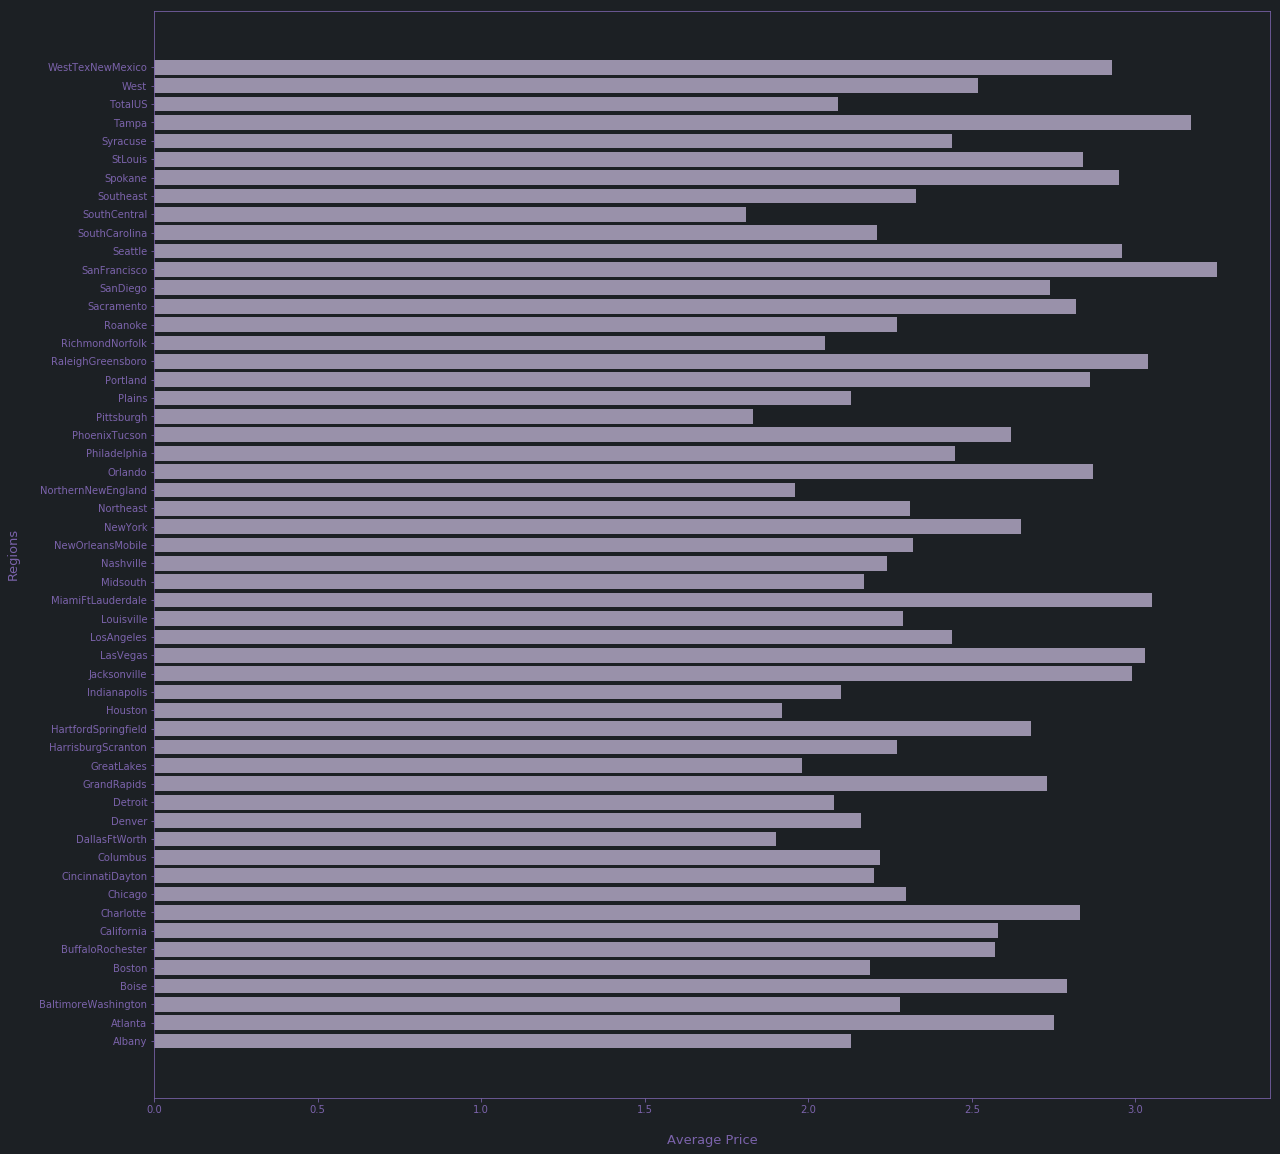 WestTexNewMexico
West
TotalUS
Tampa
Syracuse
StLouis
Spokane
Southeast
SouthCentral
SouthCarolina
Seattle
SanFrancisco
SanDiego
Sacramento
Roanoke
RichmondNorfolk
RaleighGreensboro
Portland
Plains
Pittsburgh
PhoenixTucson
Philadelphia
Orlando
NorthernNewEngland
Northeast
NewYork
NewOrleansMobile
Nashville
Midsouth
MiamiFtLauderdale
Louisville
LosAngeles
LasVegas
Jacksonville
Indianapolis
Houston
HartfordSpringfield
HarrisburgScranton
GreatLakes
GrandRapids
Detroit
Denver
DallasFtWorth
Columbus
CincinnatiDayton
Chicago
Charlotte
California
BuffaloRochester
Boston
Boise
BaltimoreWashington
Atlanta
Albany
Regions
0.0 0.5 1.0 1.5 2.0 2.5 3.0
Average Price